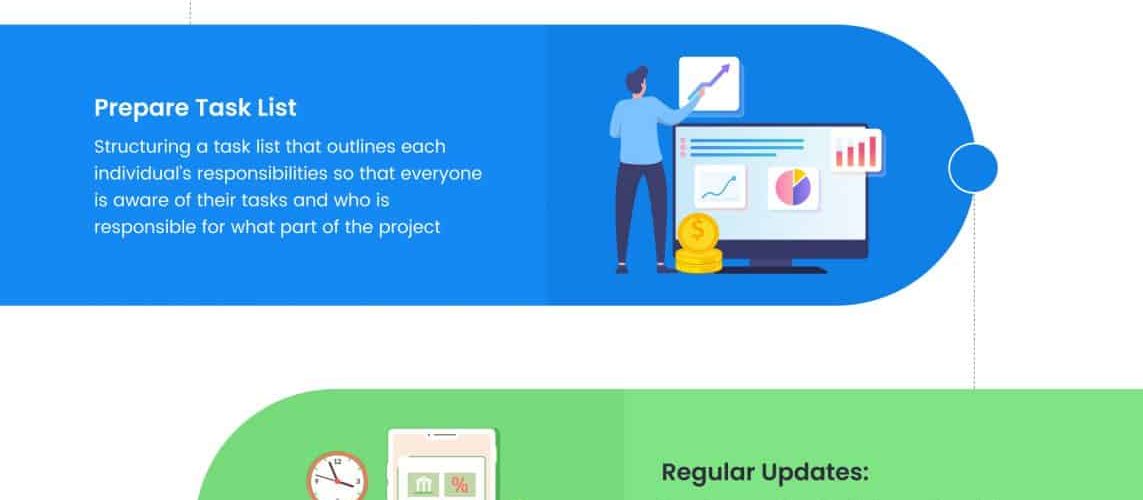 Prepare Task List
Structuring a task list that outlines each
individual's responsibilities so that everyone
is aware of their tasks and who is
responsible for what part of the project
$
12
%
Regular Updates: